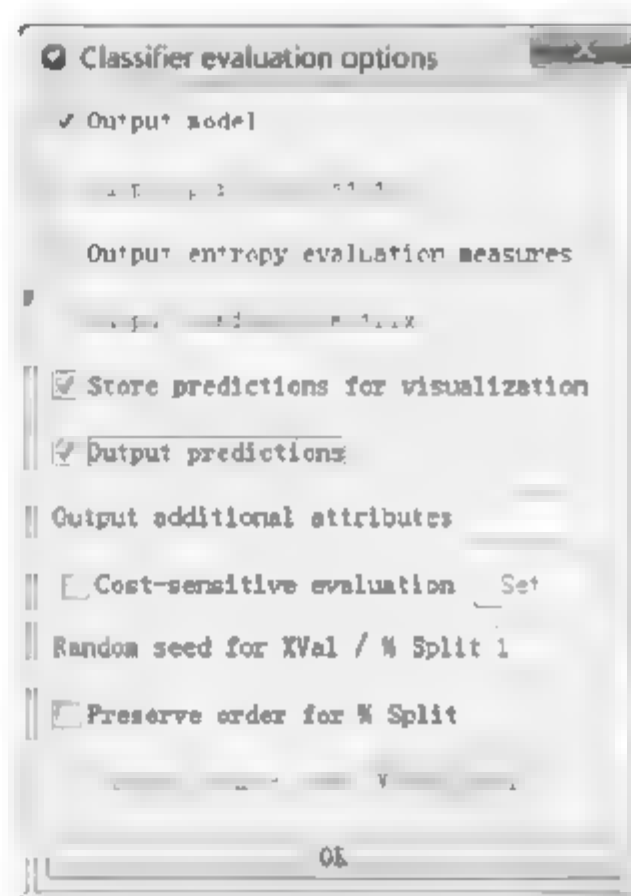 Classifier evaluation options
Output model
Output entropy evaluation measures
Store predictions for visualization
Output predictions
Output additional attributes
Cost-sensitive evaluation Set
Random seed for XVal / % Split 1
Preserve order for % Split
OK